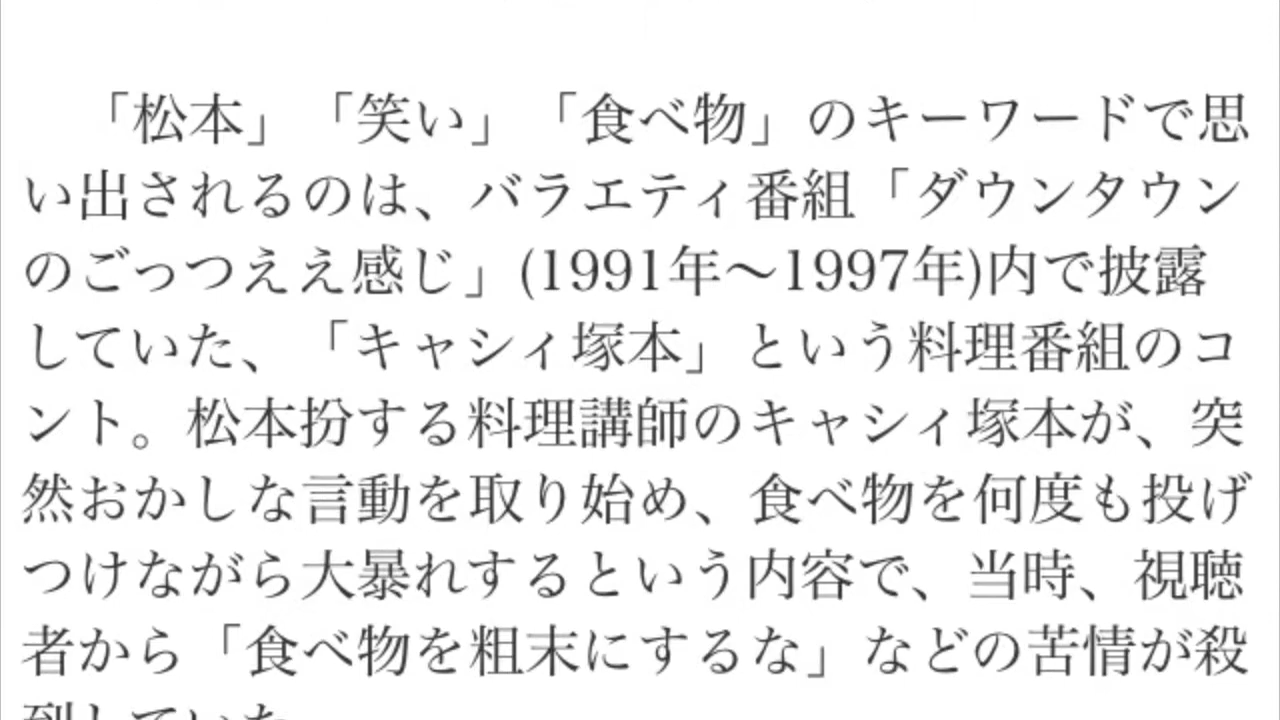 「松本」「笑い」「食べ物」のキーワードで思
い出されるのは、バラエティ番組「ダウンタウン
のごっつええ感じ」(1991年〜1997年)内で披露
していた、「キャシィ塚本」という料理番組のコ
ント。松本扮する料理講師のキャシィ塚本が、突
然おかしな言動を取り始め、食べ物を何度も投げ
つけながら大暴れするという内容で、当時、視聴
者から「食べ物を粗末にするな」などの苦情が殺
到していた